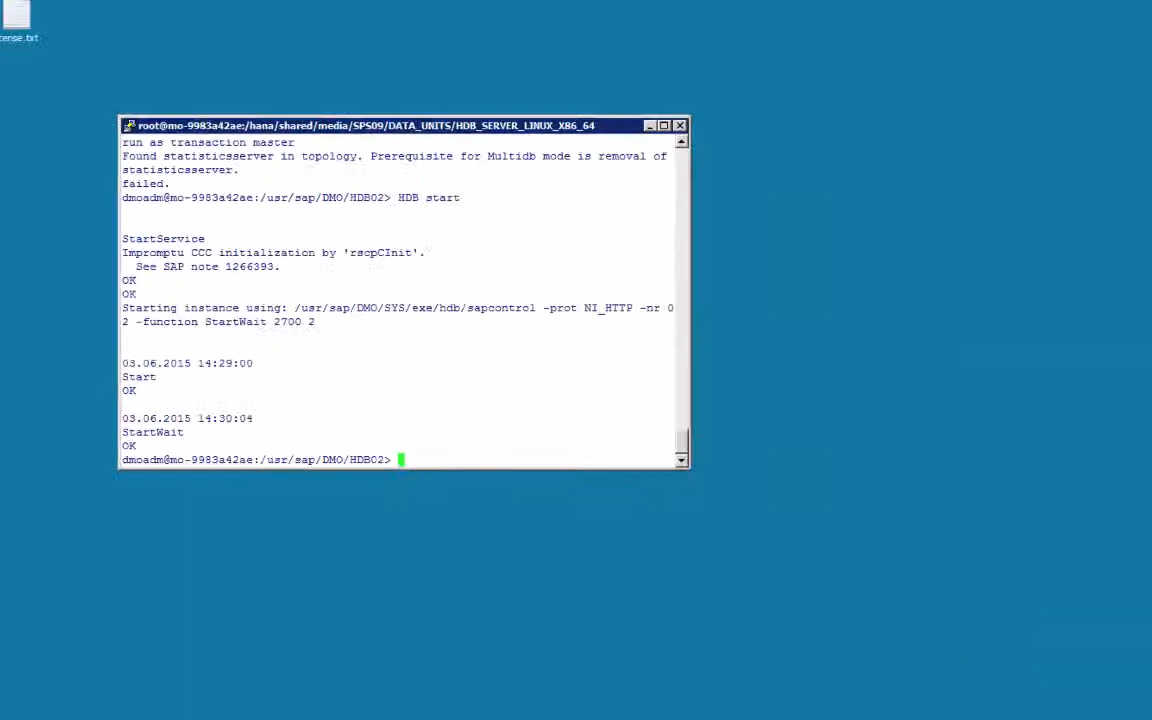 cense.txt
root@mo-9983a42ae:/hana/shared/media/SPS09/DATA_UNITS/HDB_SERVER_LINUX_X86_64
run as transaction master
Found statisticsserver in topology. Prerequisite for Multidb mode is removal of
statisticsserver.
failed.
dmoadm@mo-9983a42ae:/usr/sap/DMO/HDB02> HDB start
StartService
Impromptu CCC initialization by 'rscpCInit'.
See SAP note 1266393.
OK
OK
Starting instance using: /usr/sap/DMO/SYS/exe/hdb/sapcontrol -prot NI_HTTP -nr 0
2 -function StartWait 2700 2
03.06.2015 14:29:00
Start
OK
03.06.2015 14:30:04
StartWait
OK
dmoadm@mo-9983a42ae:/usr/sap/DMO/HDB02>